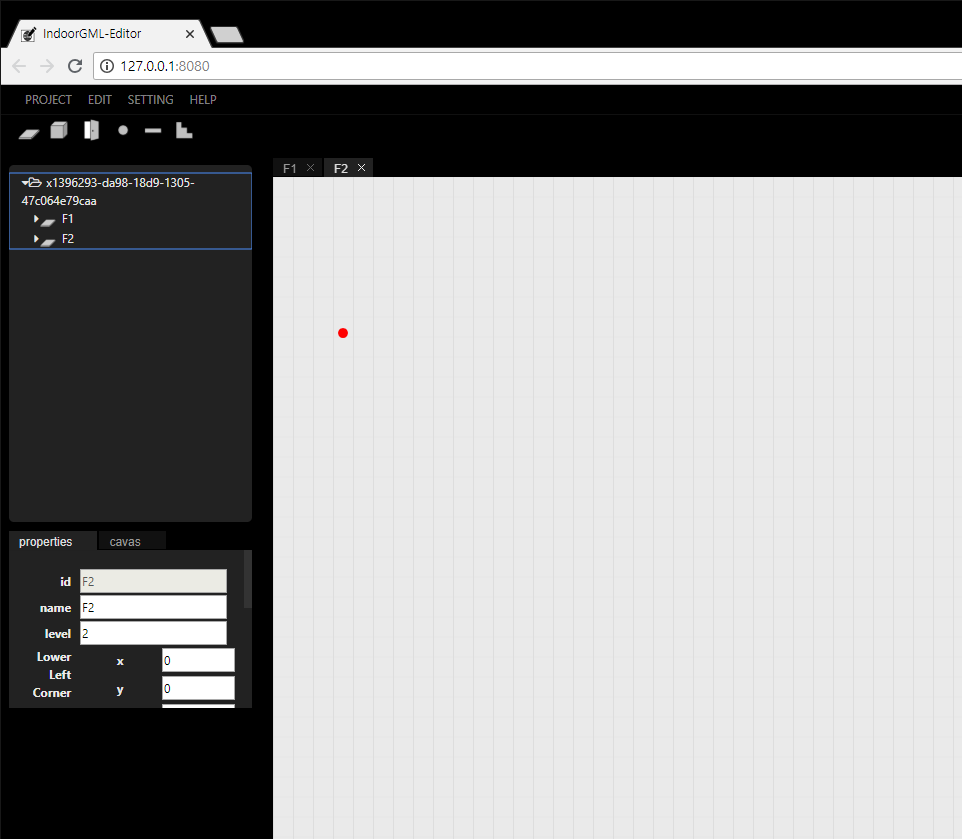 IndoorGML-Editor
127.0.0.1:8080
PROJECT EDIT SETTING HELP
F1 F2
x1396293-da98-18d9-1305-
47c064e79caa
F1
F2
properties cavas
id F2
name F2
level 2
Lower
Left
Corner
x 0
y 0